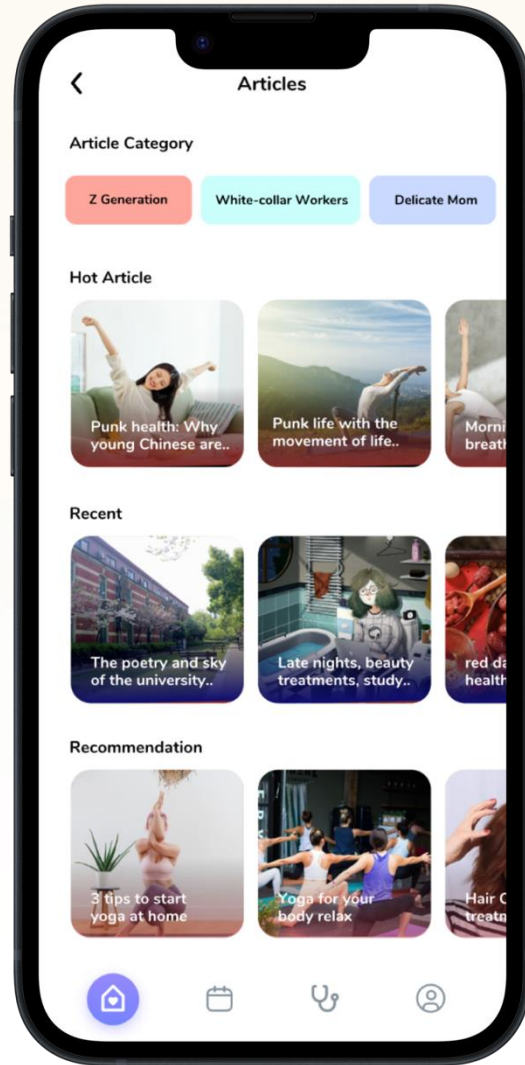 Articles
Article Category
Z Generation
White-collar Workers
Delicate Mom
Hot Article
Punk health: Why
young Chinese are..
Punk life with the
movement of life..
Morni
breath
Recent
The poetry and sky
of the university..
Late nights, beauty
treatments, study..
red da
health
Recommendation
3 tips to start
yoga at home
Yoga for your
body relax
Hair C
treatn